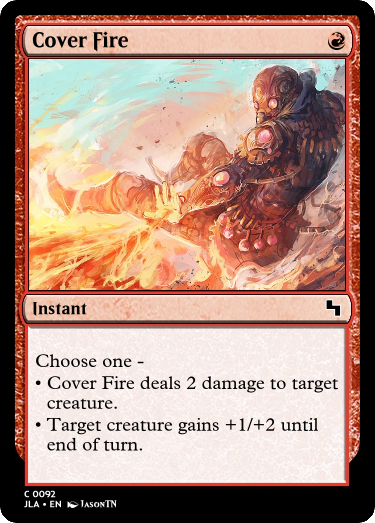 Cover Fire
Instant
Choose one -
• Cover Fire deals 2 damage to target
creature.
• Target creature gains +1/+2 until
end of turn.
C 0092
JLA • EN JASONTN